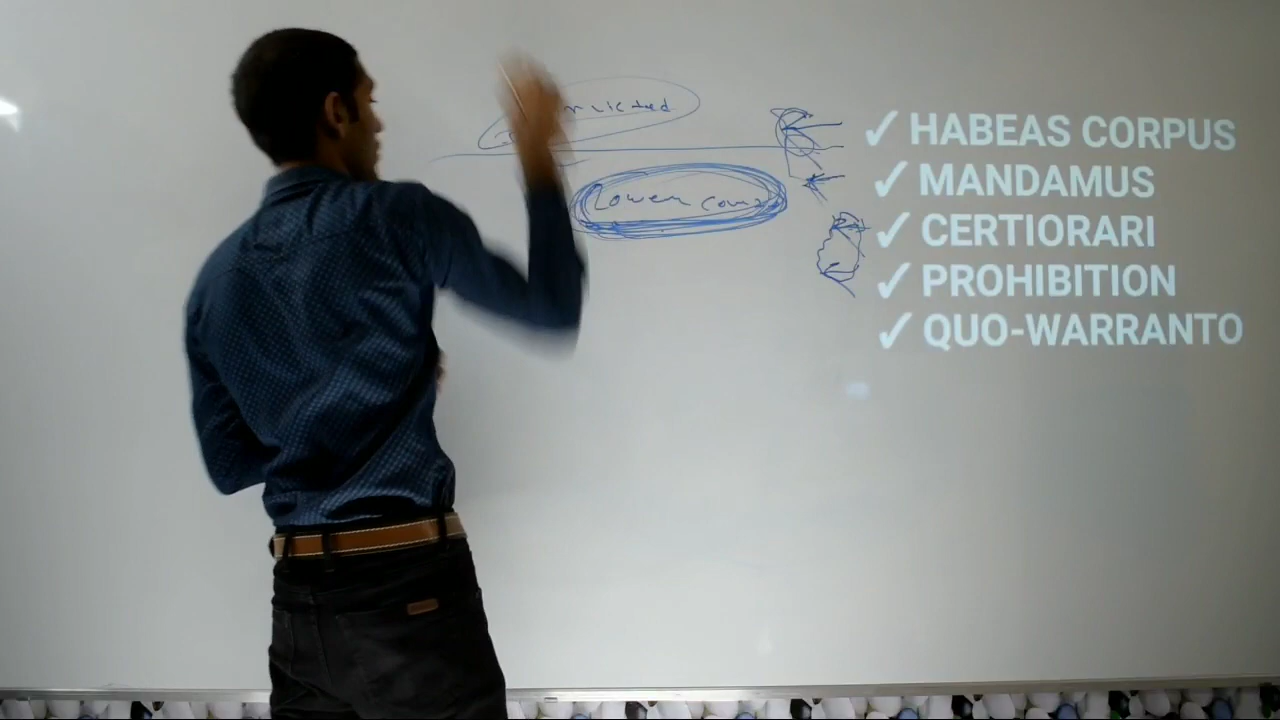 Lower court
✓ HABEAS CORPUS
✓ MANDAMUS
✓ CERTIORARI
✓ PROHIBITION
✓ QUO-WARRANTO